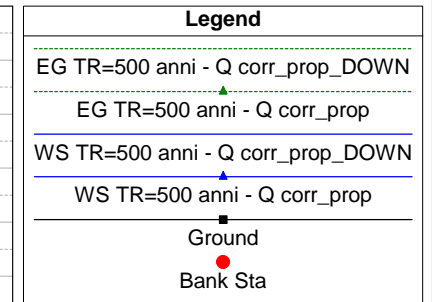 Legend
EG TR=500 anni - Q corr_prop_DOWN
EG TR=500 anni - Q corr_prop
WS TR=500 anni - Q corr_prop_DOWN
WS TR=500 anni - Q corr_prop
Ground
Bank Sta